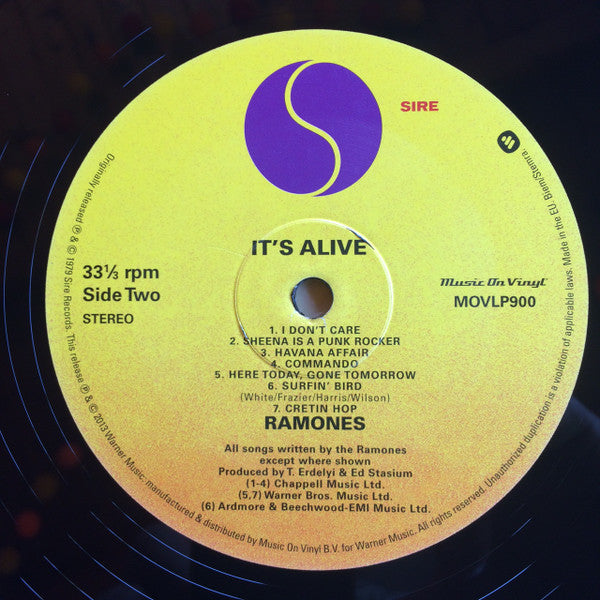 SIRE
IT'S ALIVE
33⅓ rpm
Side Two
STEREO
Music On Vinyl
MOVLP900
1. I DON'T CARE
2. SHEENA IS A PUNK ROCKER
3. HAVANA AFFAIR
4. COMMANDO
5. HERE TODAY, GONE TOMORROW
6. SURFIN' BIRD
(White/Frazier/Harris/Wilson)
7. CRETIN HOP
RAMONES
All songs written by the Ramones
except where shown
Produced by T. Erdelyi & Ed Stasium
(1-4) Chappell Music Ltd.
(5,7) Warner Bros. Music Ltd.
(6) Ardmore & Beechwood-EMI Music Ltd.
Originally released ℗ & © 1979 Sire Records. This release ℗ & © 2013 Warner Music, manufactured & distributed by Music On Vinyl B.V. for Warner Music. All rights reserved. Unauthorized duplication is a violation of applicable laws. Made in the EU. Biem/Stemra.